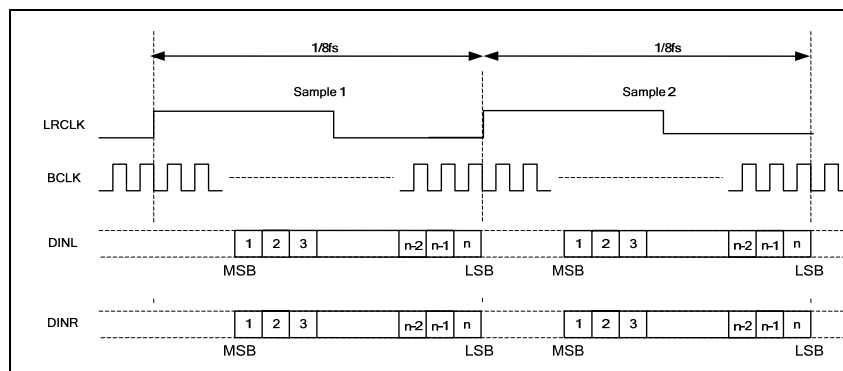 1/8fs 1/8fs
Sample 1 Sample 2
LRCLK
BCLK
DINL 1 2 3 n-2 n-1 n 1 2 3 n-2 n-1 n
MSB LSB MSB LSB
DINR 1 2 3 n-2 n-1 n 1 2 3 n-2 n-1 n
MSB LSB MSB LSB